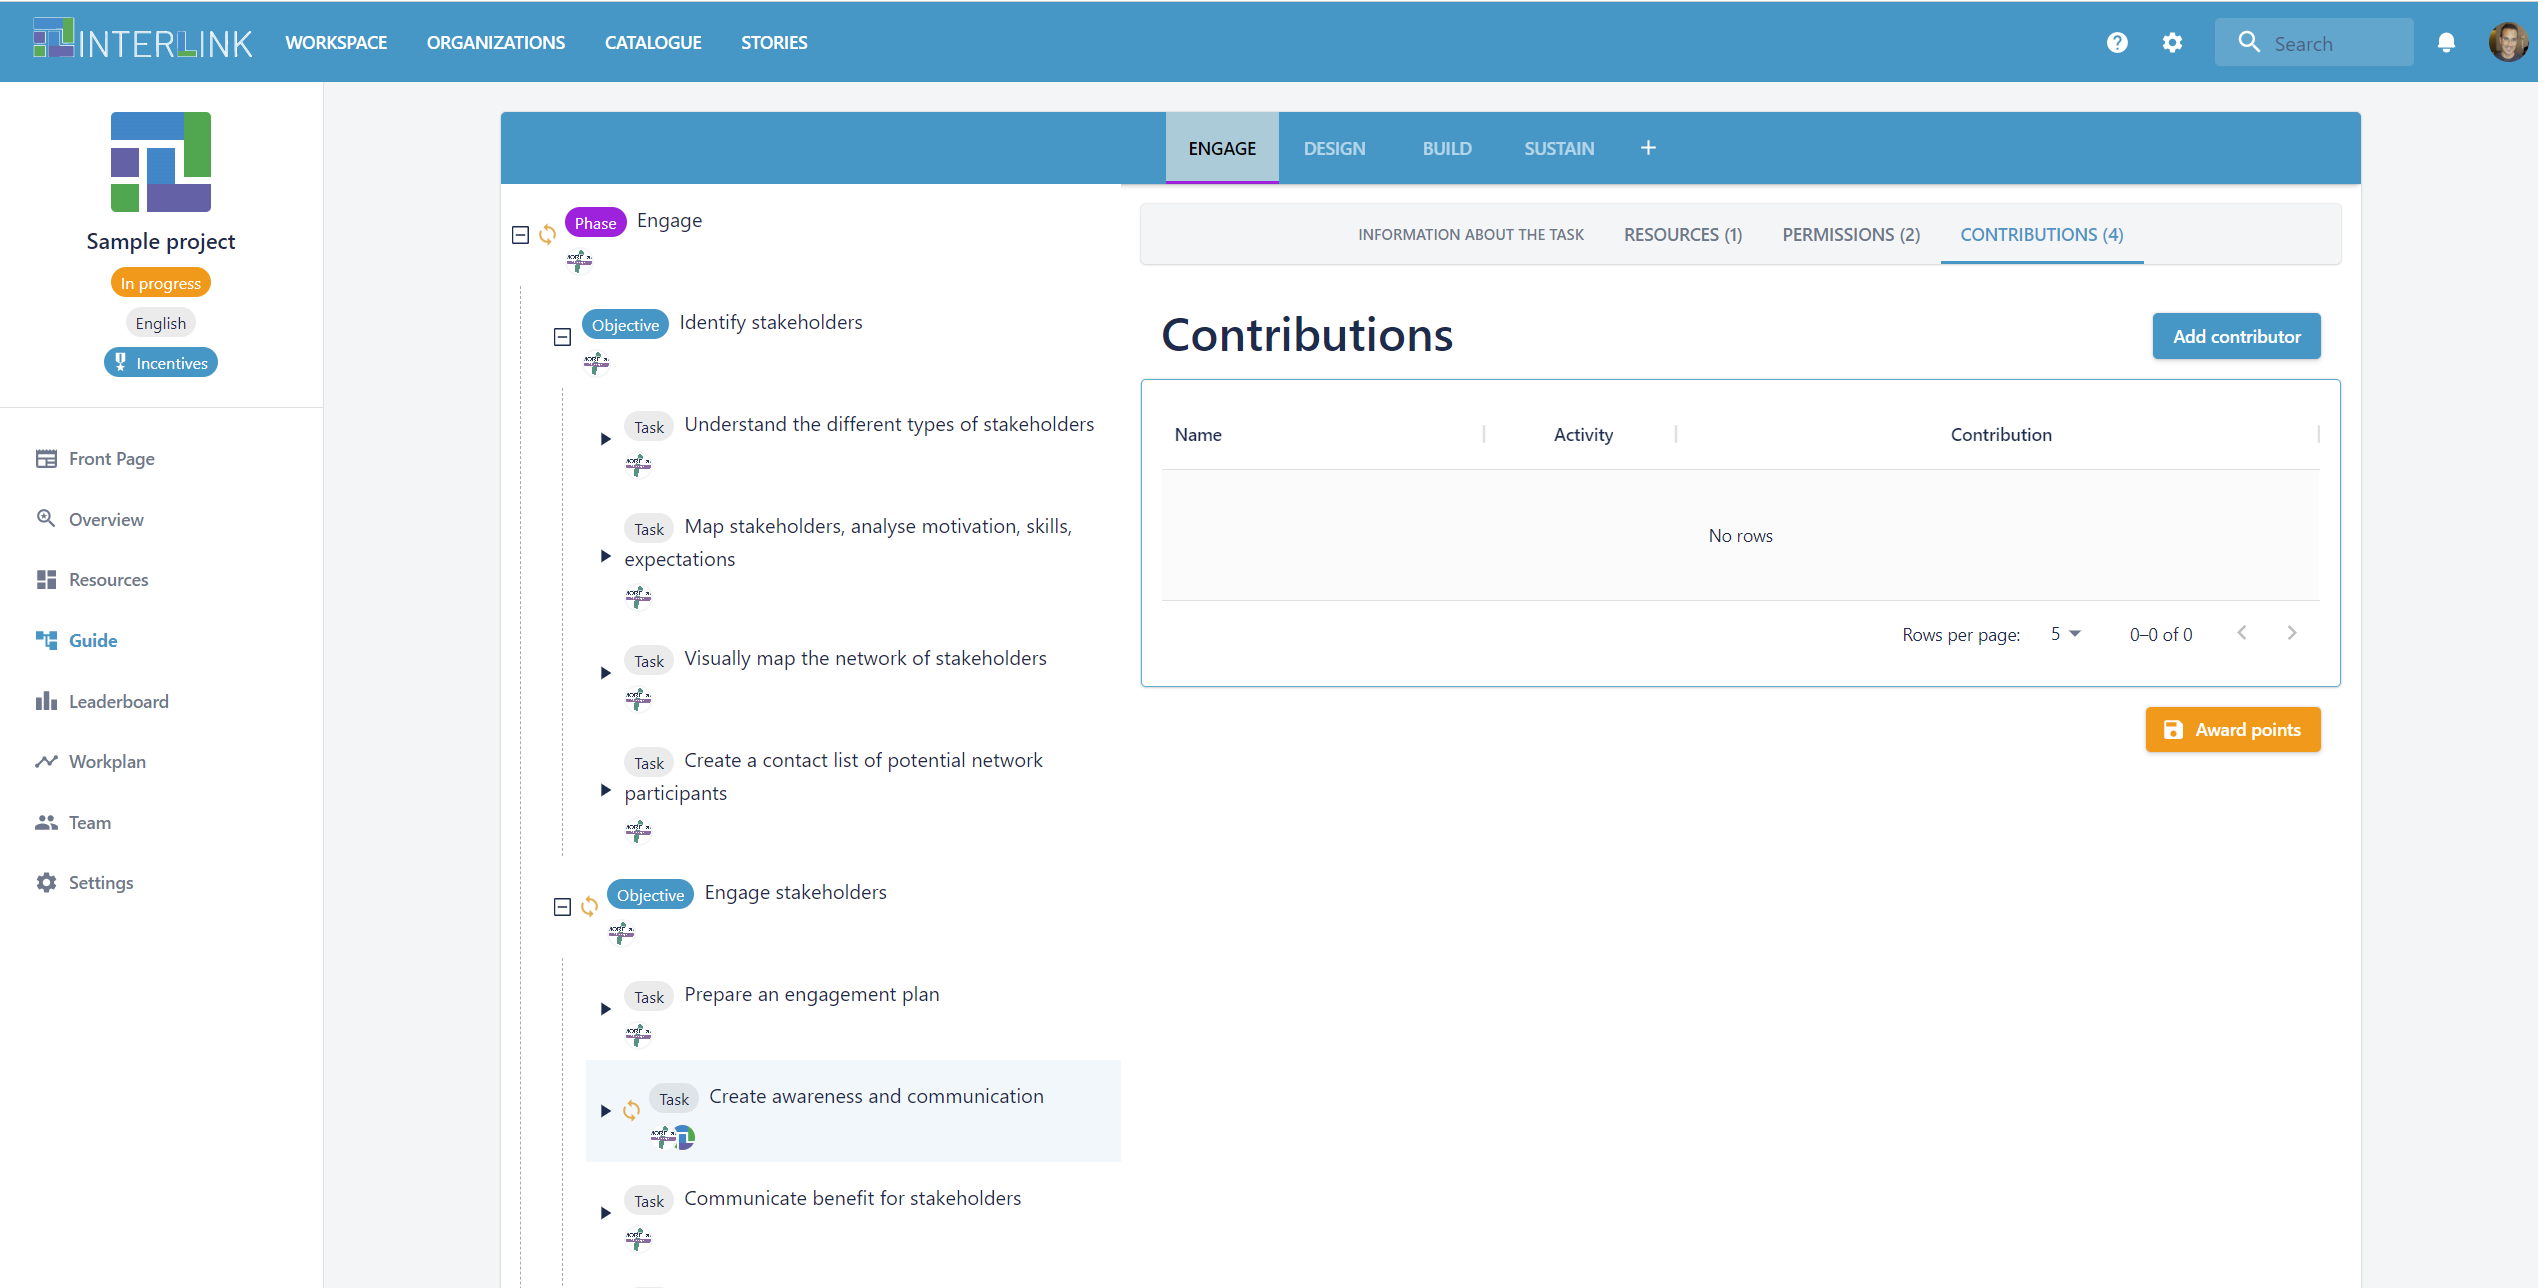 INTERLINK
WORKSPACE
ORGANIZATIONS
CATALOGUE
STORIES
Search
Sample project
In progress
English
Incentives
Front Page
Overview
Resources
Guide
Leaderboard
Workplan
Team
Settings
ENGAGE
DESIGN
BUILD
SUSTAIN
+
Phase Engage
Objective Identify stakeholders
Task Understand the different types of stakeholders
Task Map stakeholders, analyse motivation, skills,
expectations
Task Visually map the network of stakeholders
Task Create a contact list of potential network
participants
Objective Engage stakeholders
Task Prepare an engagement plan
Task Create awareness and communication
Task Communicate benefit for stakeholders
INFORMATION ABOUT THE TASK
RESOURCES (1)
PERMISSIONS (2)
CONTRIBUTIONS (4)
Contributions
Add contributor
Name
Activity
Contribution
No rows
Rows per page: 5
0–0 of 0
Award points